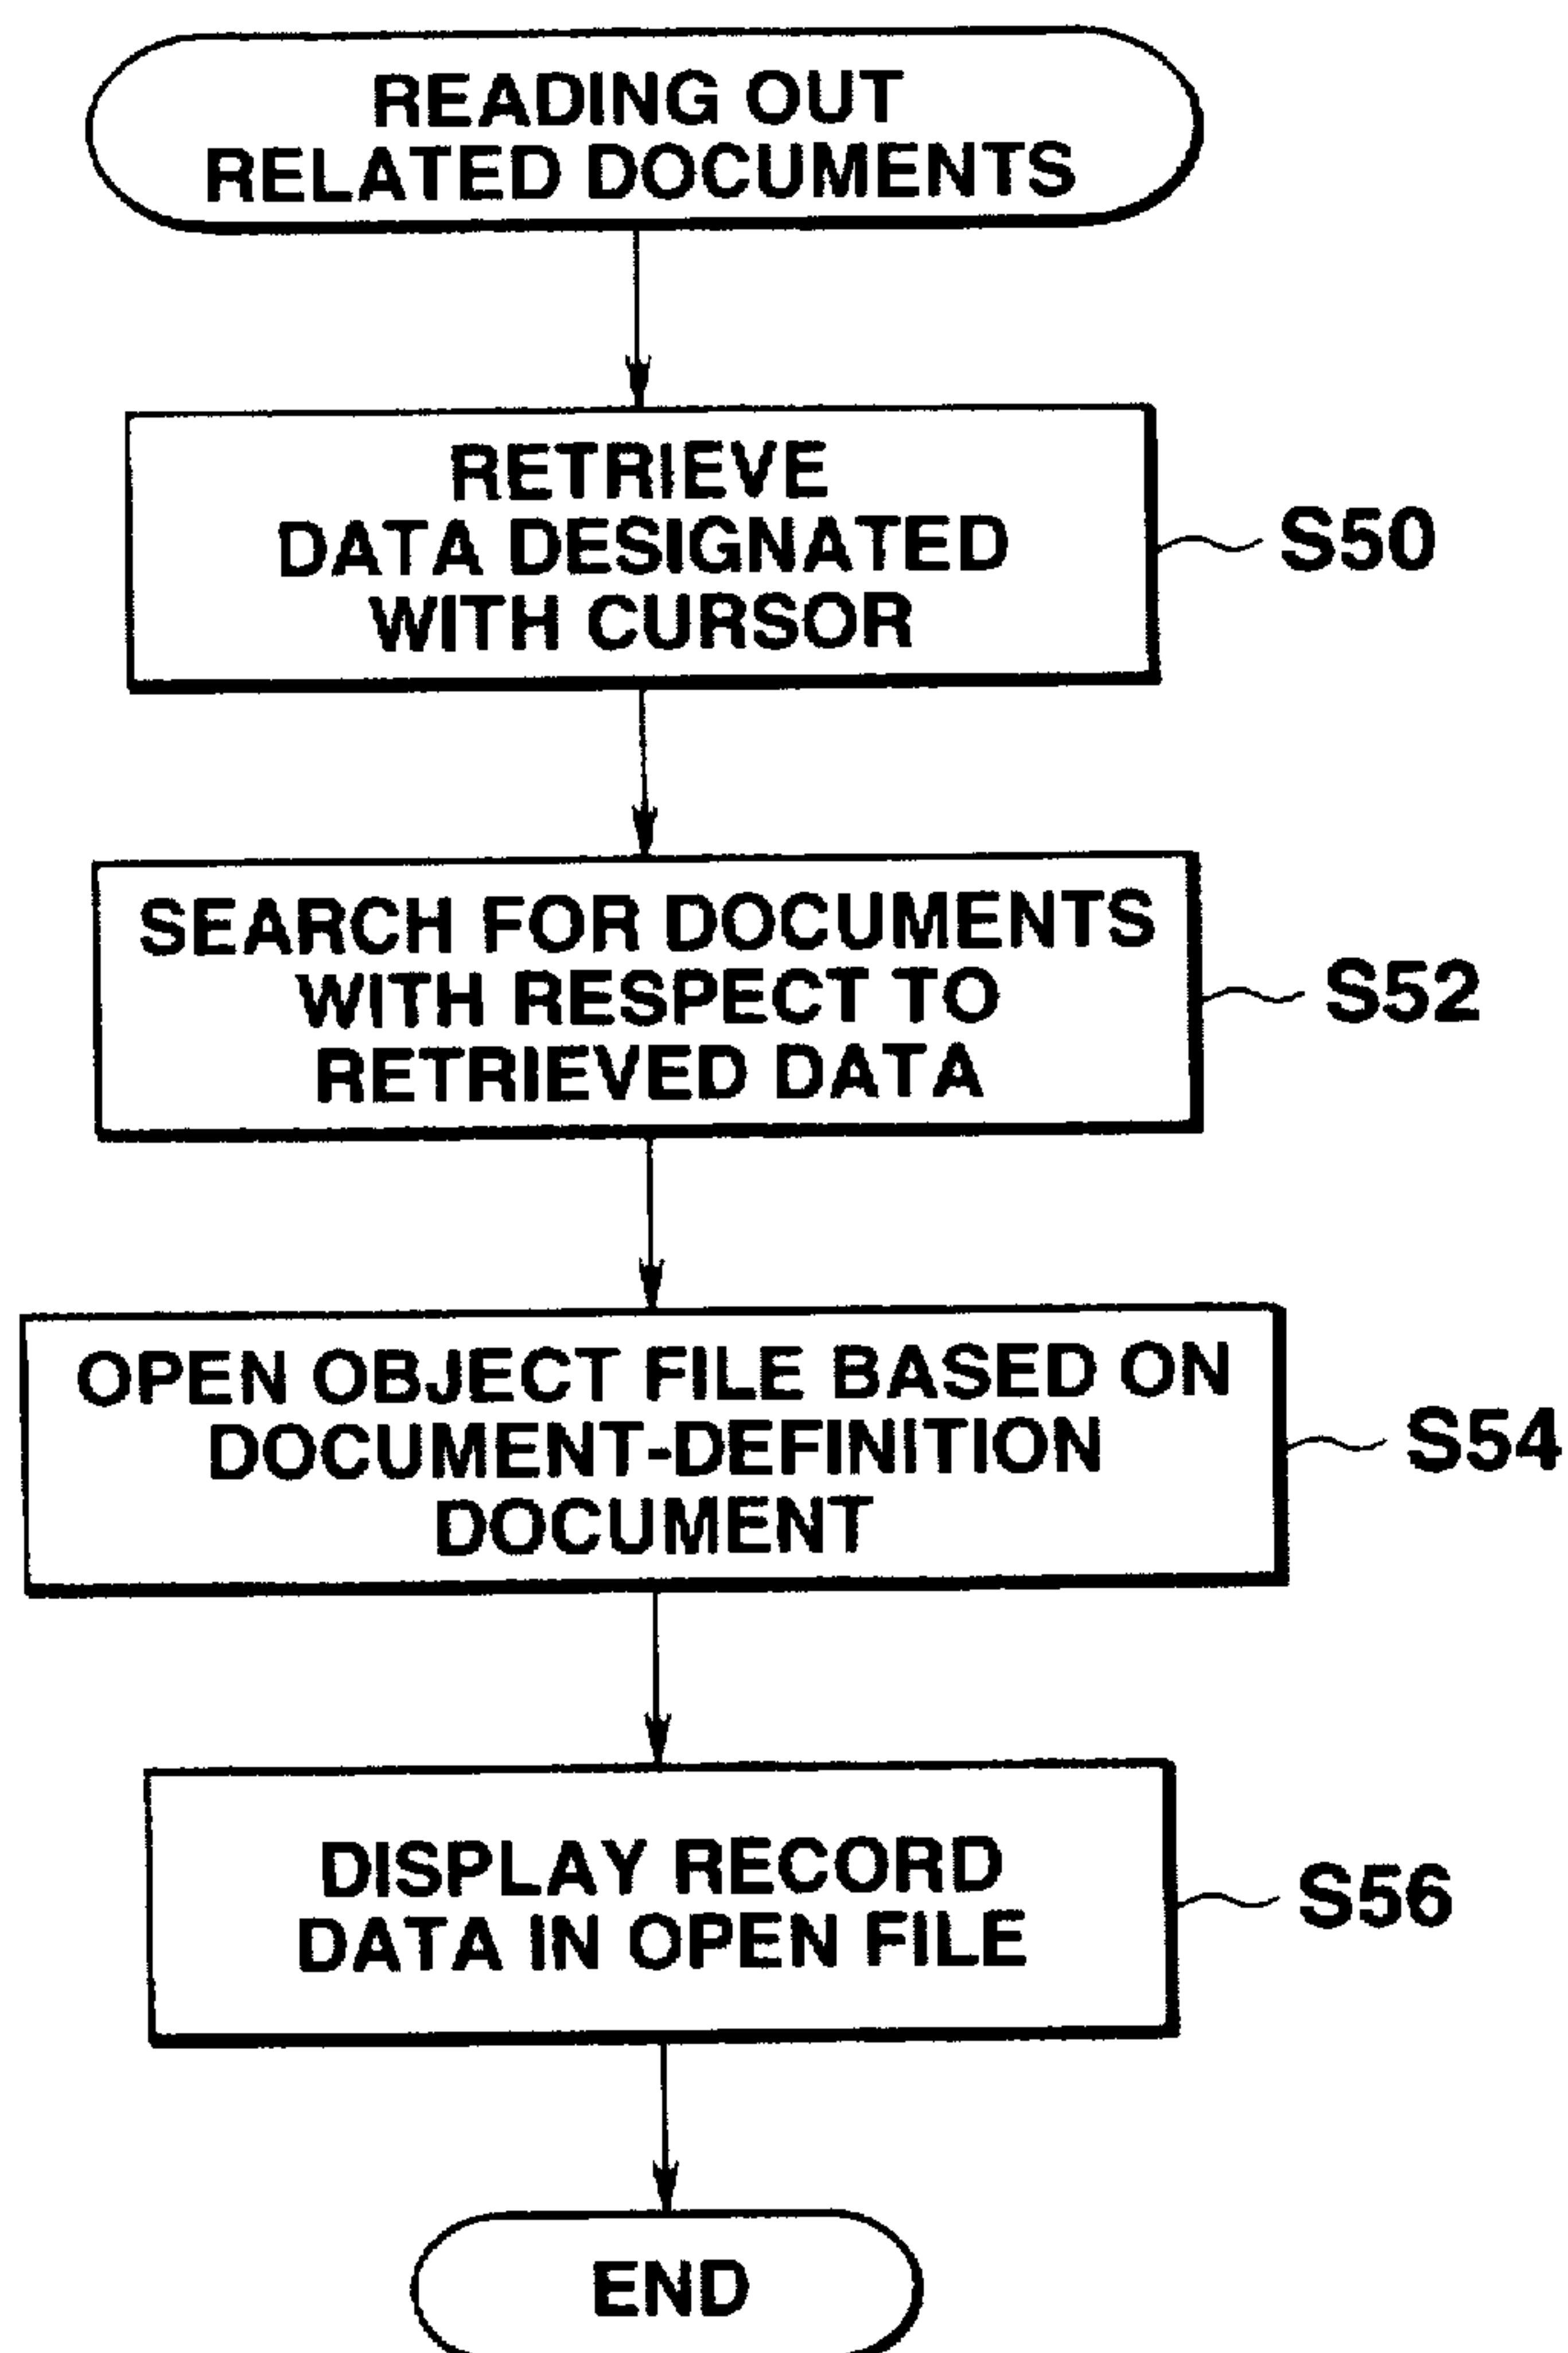 READING OUT
RELATED DOCUMENTS
RETRIEVE
DATA DESIGNATED
WITH CURSOR
S50
SEARCH FOR DOCUMENTS
WITH RESPECT TO
RETRIEVED DATA
S52
OPEN OBJECT FILE BASED ON
DOCUMENT-DEFINITION
DOCUMENT
S54
DISPLAY RECORD
DATA IN OPEN FILE
S56
END